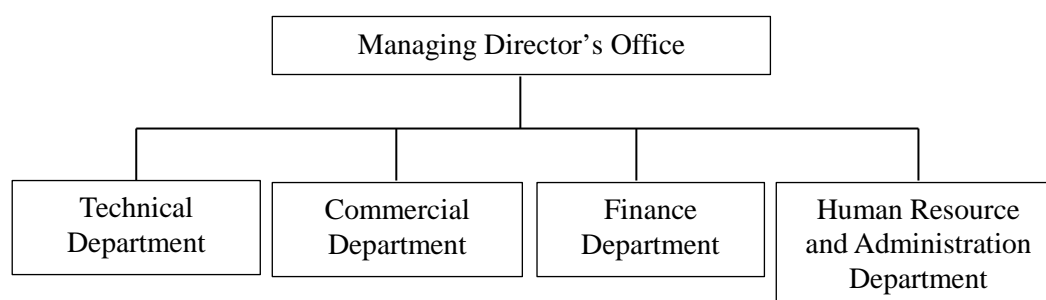 Managing Director’s Office
Technical
Department
Commercial
Department
Finance
Department
Human Resource
and Administration
Department